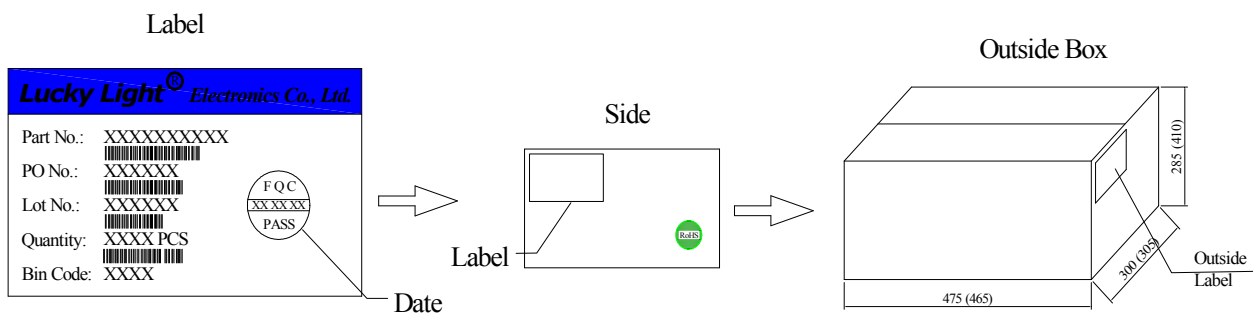 Label
Lucky Light® Electronics Co., Ltd.
Part No.: XXXXXXXXXX
PO No.: XXXXXX
Lot No.: XXXXXX
Quantity: XXXX PCS
Bin Code: XXXX
FQC
XX XX XX
PASS
Date
Side
RoHS
Label
Outside Box
285 (410)
300 (305)
475 (465)
Outside
Label